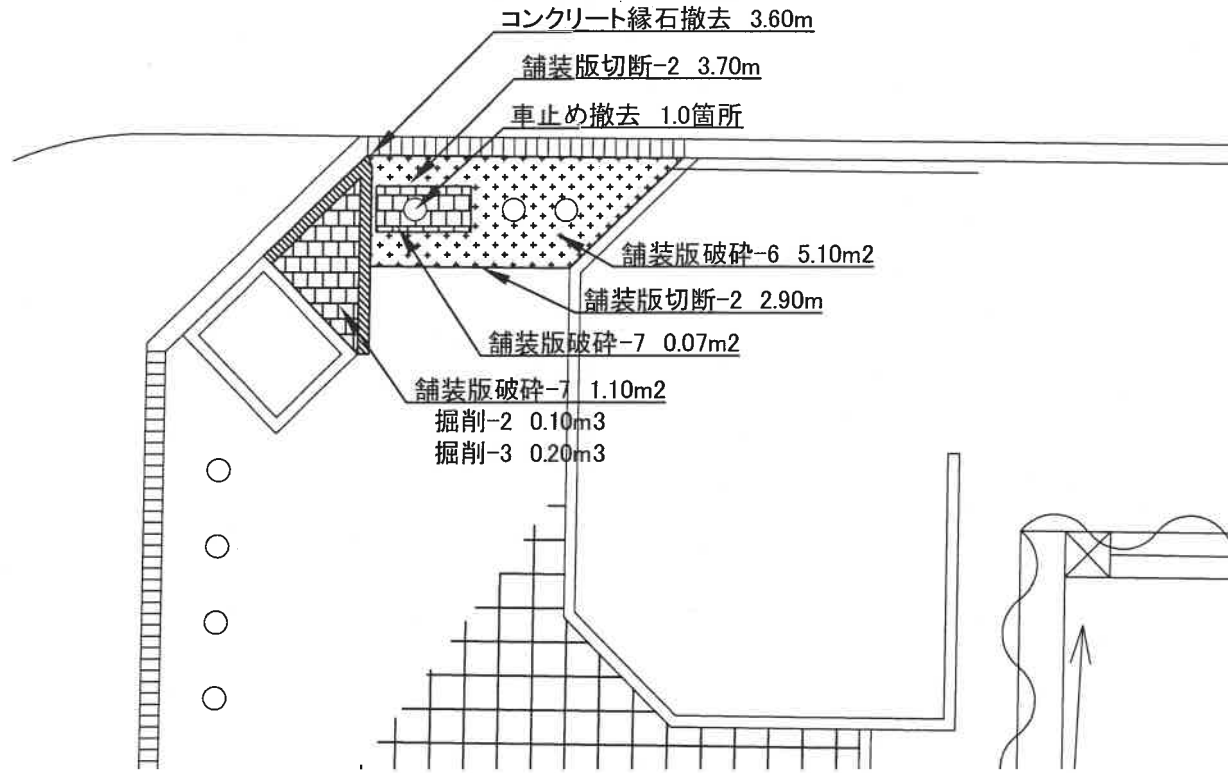 コンクリート縁石撤去 3.60m
舗装版切断-2 3.70m
車止め撤去 1.0箇所
舗装版破砕-6 5.10m2
舗装版切断-2 2.90m
舗装版破砕-7 0.07m2
舗装版破砕-7 1.10m2
掘削-2 0.10m3
掘削-3 0.20m3